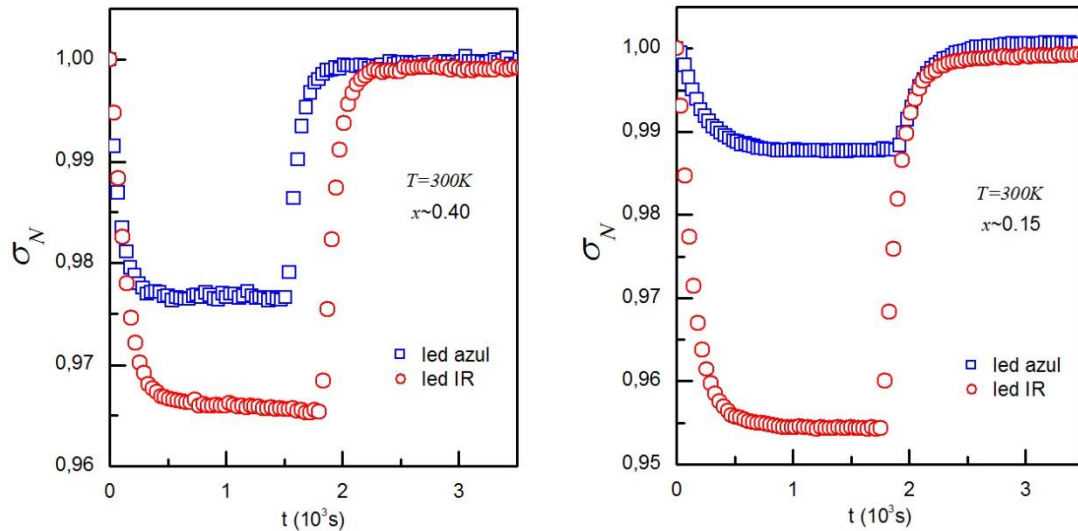 1,00
0,99
0,98
0,97
0,96
σ_N
T=300K
x~0.40
led azul
led IR
0 1 2 3
t (10³s)
1,00
0,99
0,98
0,97
0,96
0,95
σ_N
T=300K
x~0.15
led azul
led IR
0 1 2 3
t (10³s)